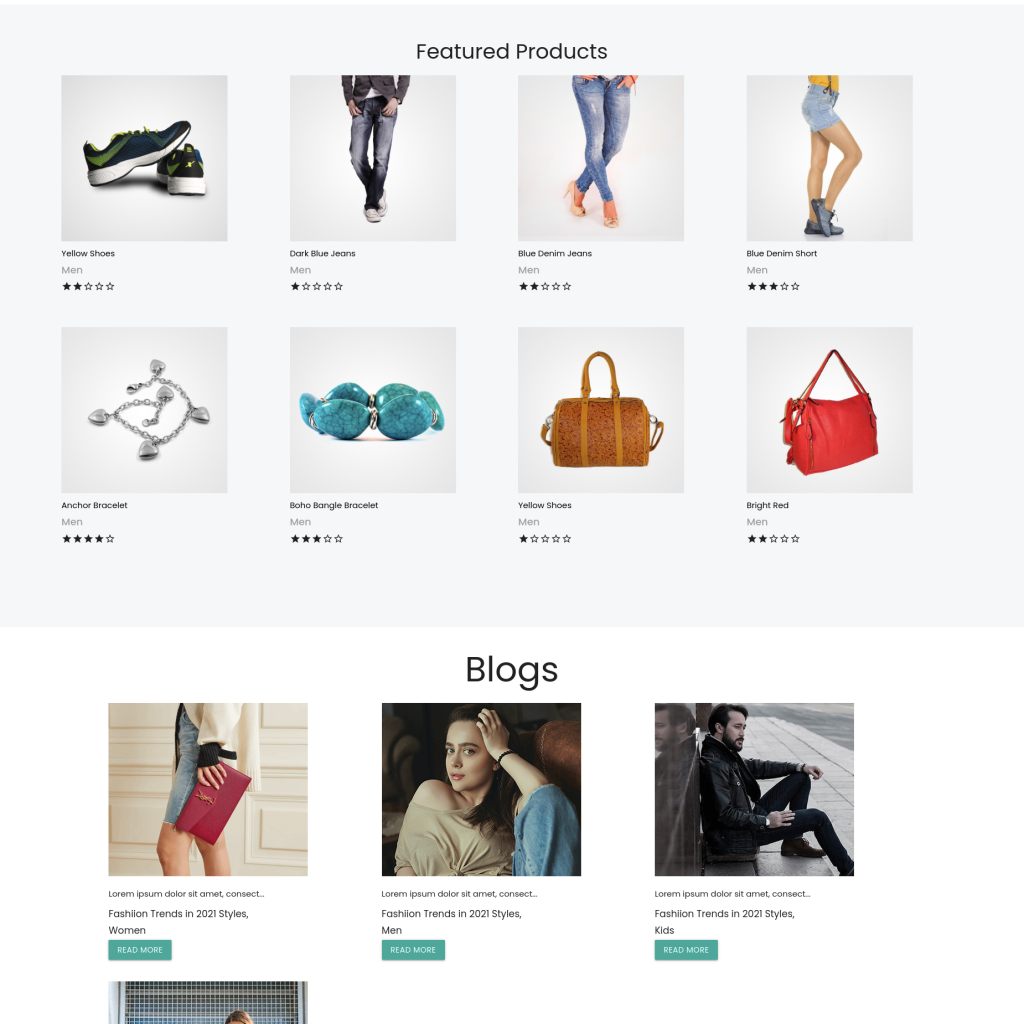 Featured Products
Yellow Shoes
Men
Dark Blue Jeans
Men
Blue Denim Jeans
Men
Blue Denim Short
Men
Anchor Bracelet
Men
Boho Bangle Bracelet
Men
Yellow Shoes
Men
Bright Red
Men
Blogs
Lorem ipsum dolor sit amet, consect...
Fashiion Trends in 2021 Styles,
Women
READ MORE
Lorem ipsum dolor sit amet, consect...
Fashiion Trends in 2021 Styles,
Men
READ MORE
Lorem ipsum dolor sit amet, consect...
Fashiion Trends in 2021 Styles,
Kids
READ MORE